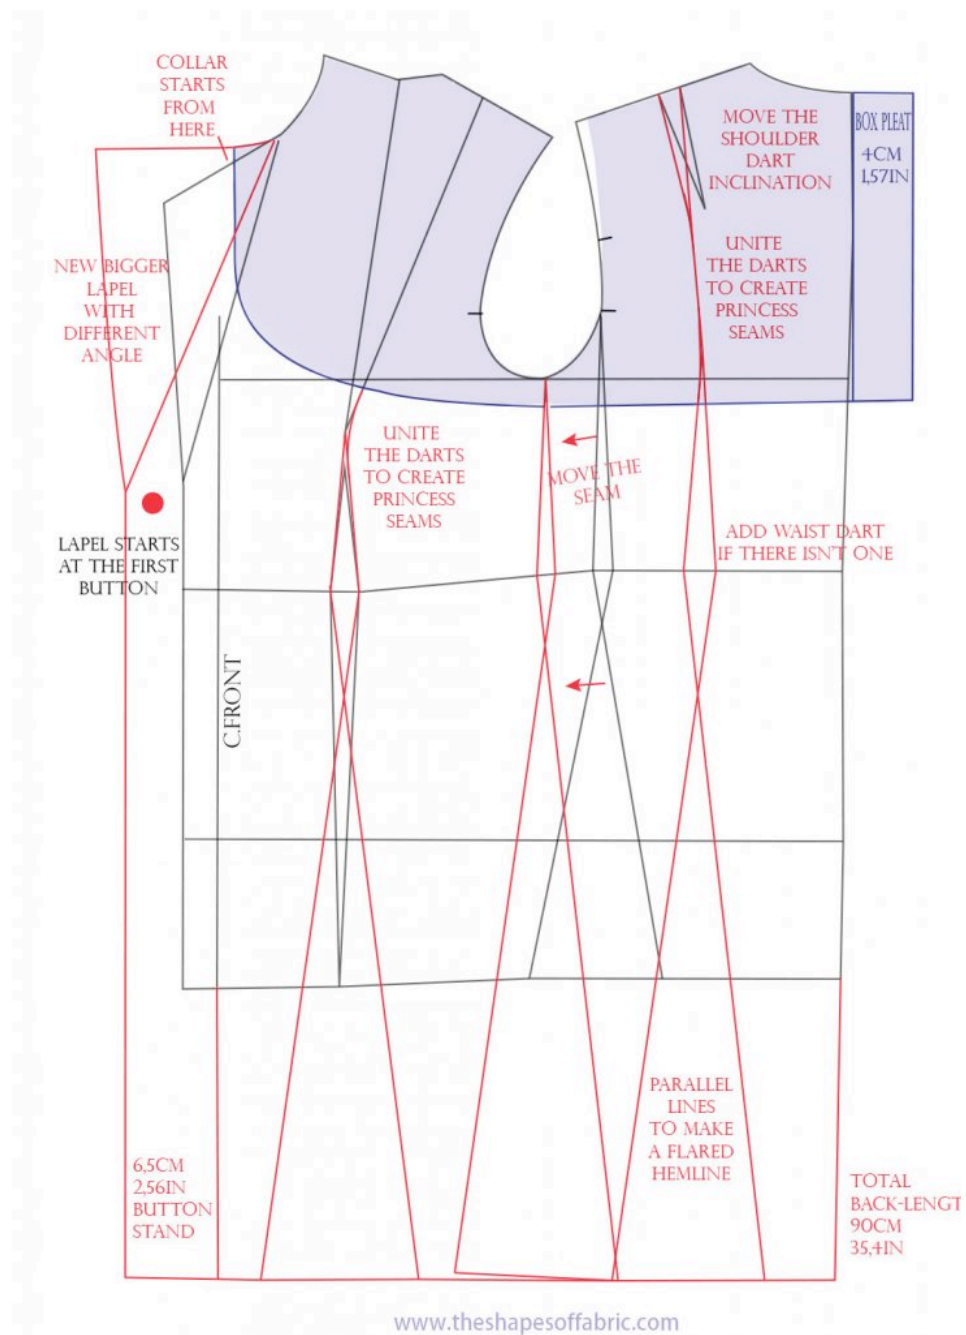 COLLAR
STARTS
FROM
HERE
MOVE THE
SHOULDER
DART
INCLINATION
BOX PLEAT
4CM
1,57IN
UNITE
THE DARTS
TO CREATE
PRINCESS
SEAMS
NEW BIGGER
LAPEL
WITH
DIFFERENT
ANGLE
UNITE
THE DARTS
TO CREATE
PRINCESS
SEAMS
MOVE THE
SEAM
ADD WAIST DART
IF THERE ISN'T ONE
LAPEL STARTS
AT THE FIRST
BUTTON
C.FRONT
PARALLEL
LINES
TO MAKE
A FLARED
HEMLINE
6,5CM
2,56IN
BUTTON
STAND
TOTAL
BACK-LENGT
90CM
35,4IN
www.theshapesoffabric.com